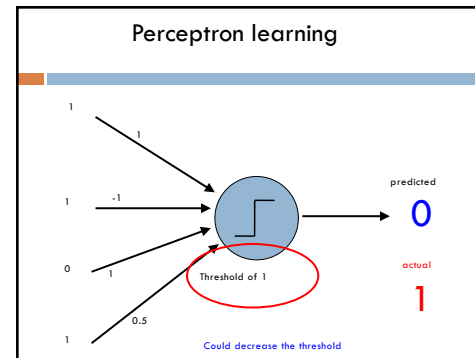 Perceptron learning
1
1
predicted
1
-1
0
actual
0
1
Threshold of 1
1
0.5
1
Could decrease the threshold